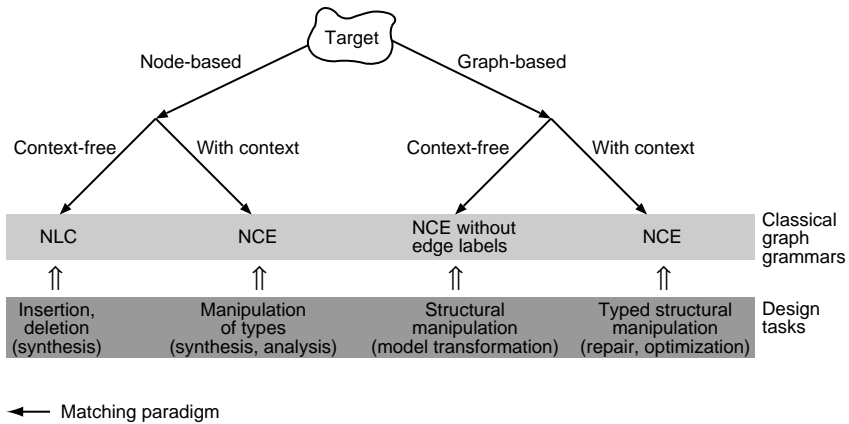 Target
Node-based
Graph-based
Context-free
With context
Context-free
With context
NLC
NCE
NCE without
edge labels
NCE
Classical
graph
grammars
Insertion,
deletion
(synthesis)
Manipulation
of types
(synthesis, analysis)
Structural
manipulation
(model transformation)
Typed structural
manipulation
(repair, optimization)
Design
tasks
Matching paradigm